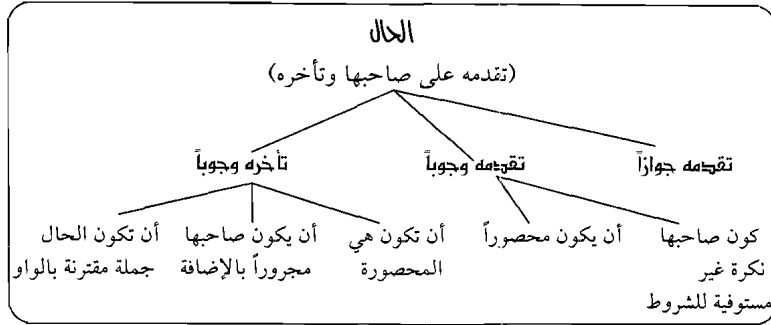 الحال
(تقدمه على صاحبها وتأخره)
تقدمه جوازاً
تقدمه وجوباً
تأخره وجوباً
كون صاحبها
نكرة غير
مستوفية للشروط
أن يكون محصوراً
أن تكون هي
المحصورة
أن يكون صاحبها
مجروراً بالإضافة
أن تكون الحال
جملة مقترنة بالواو